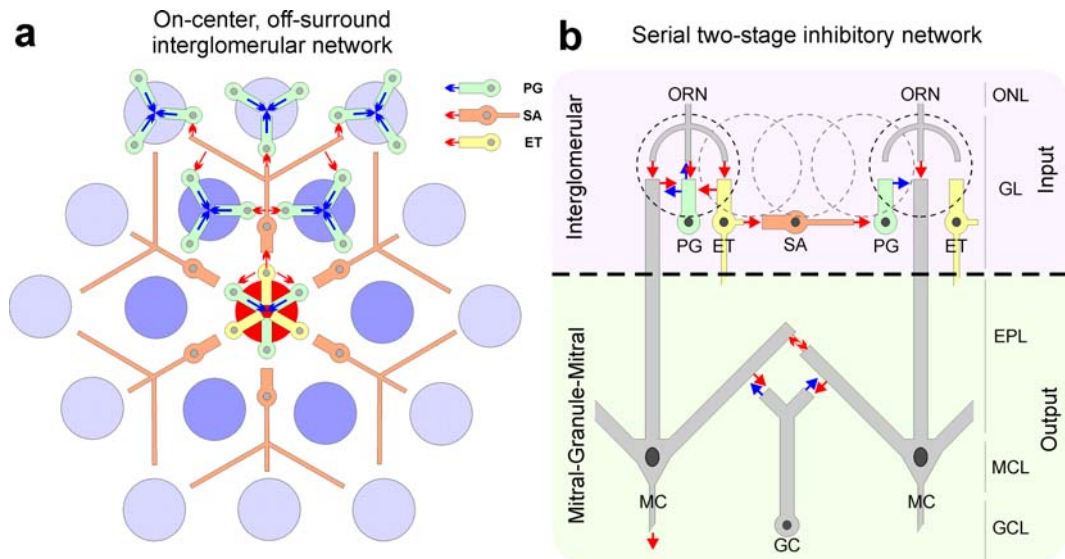 a
On-center, off-surround
interglomerular network
PG
SA
ET
b
Serial two-stage inhibitory network
ORN
ORN
ONL
Interglomerular
GL
Input
PG
ET
SA
PG
ET
Mitral-Granule-Mitral
EPL
Output
MCL
MC
MC
GC
GCL